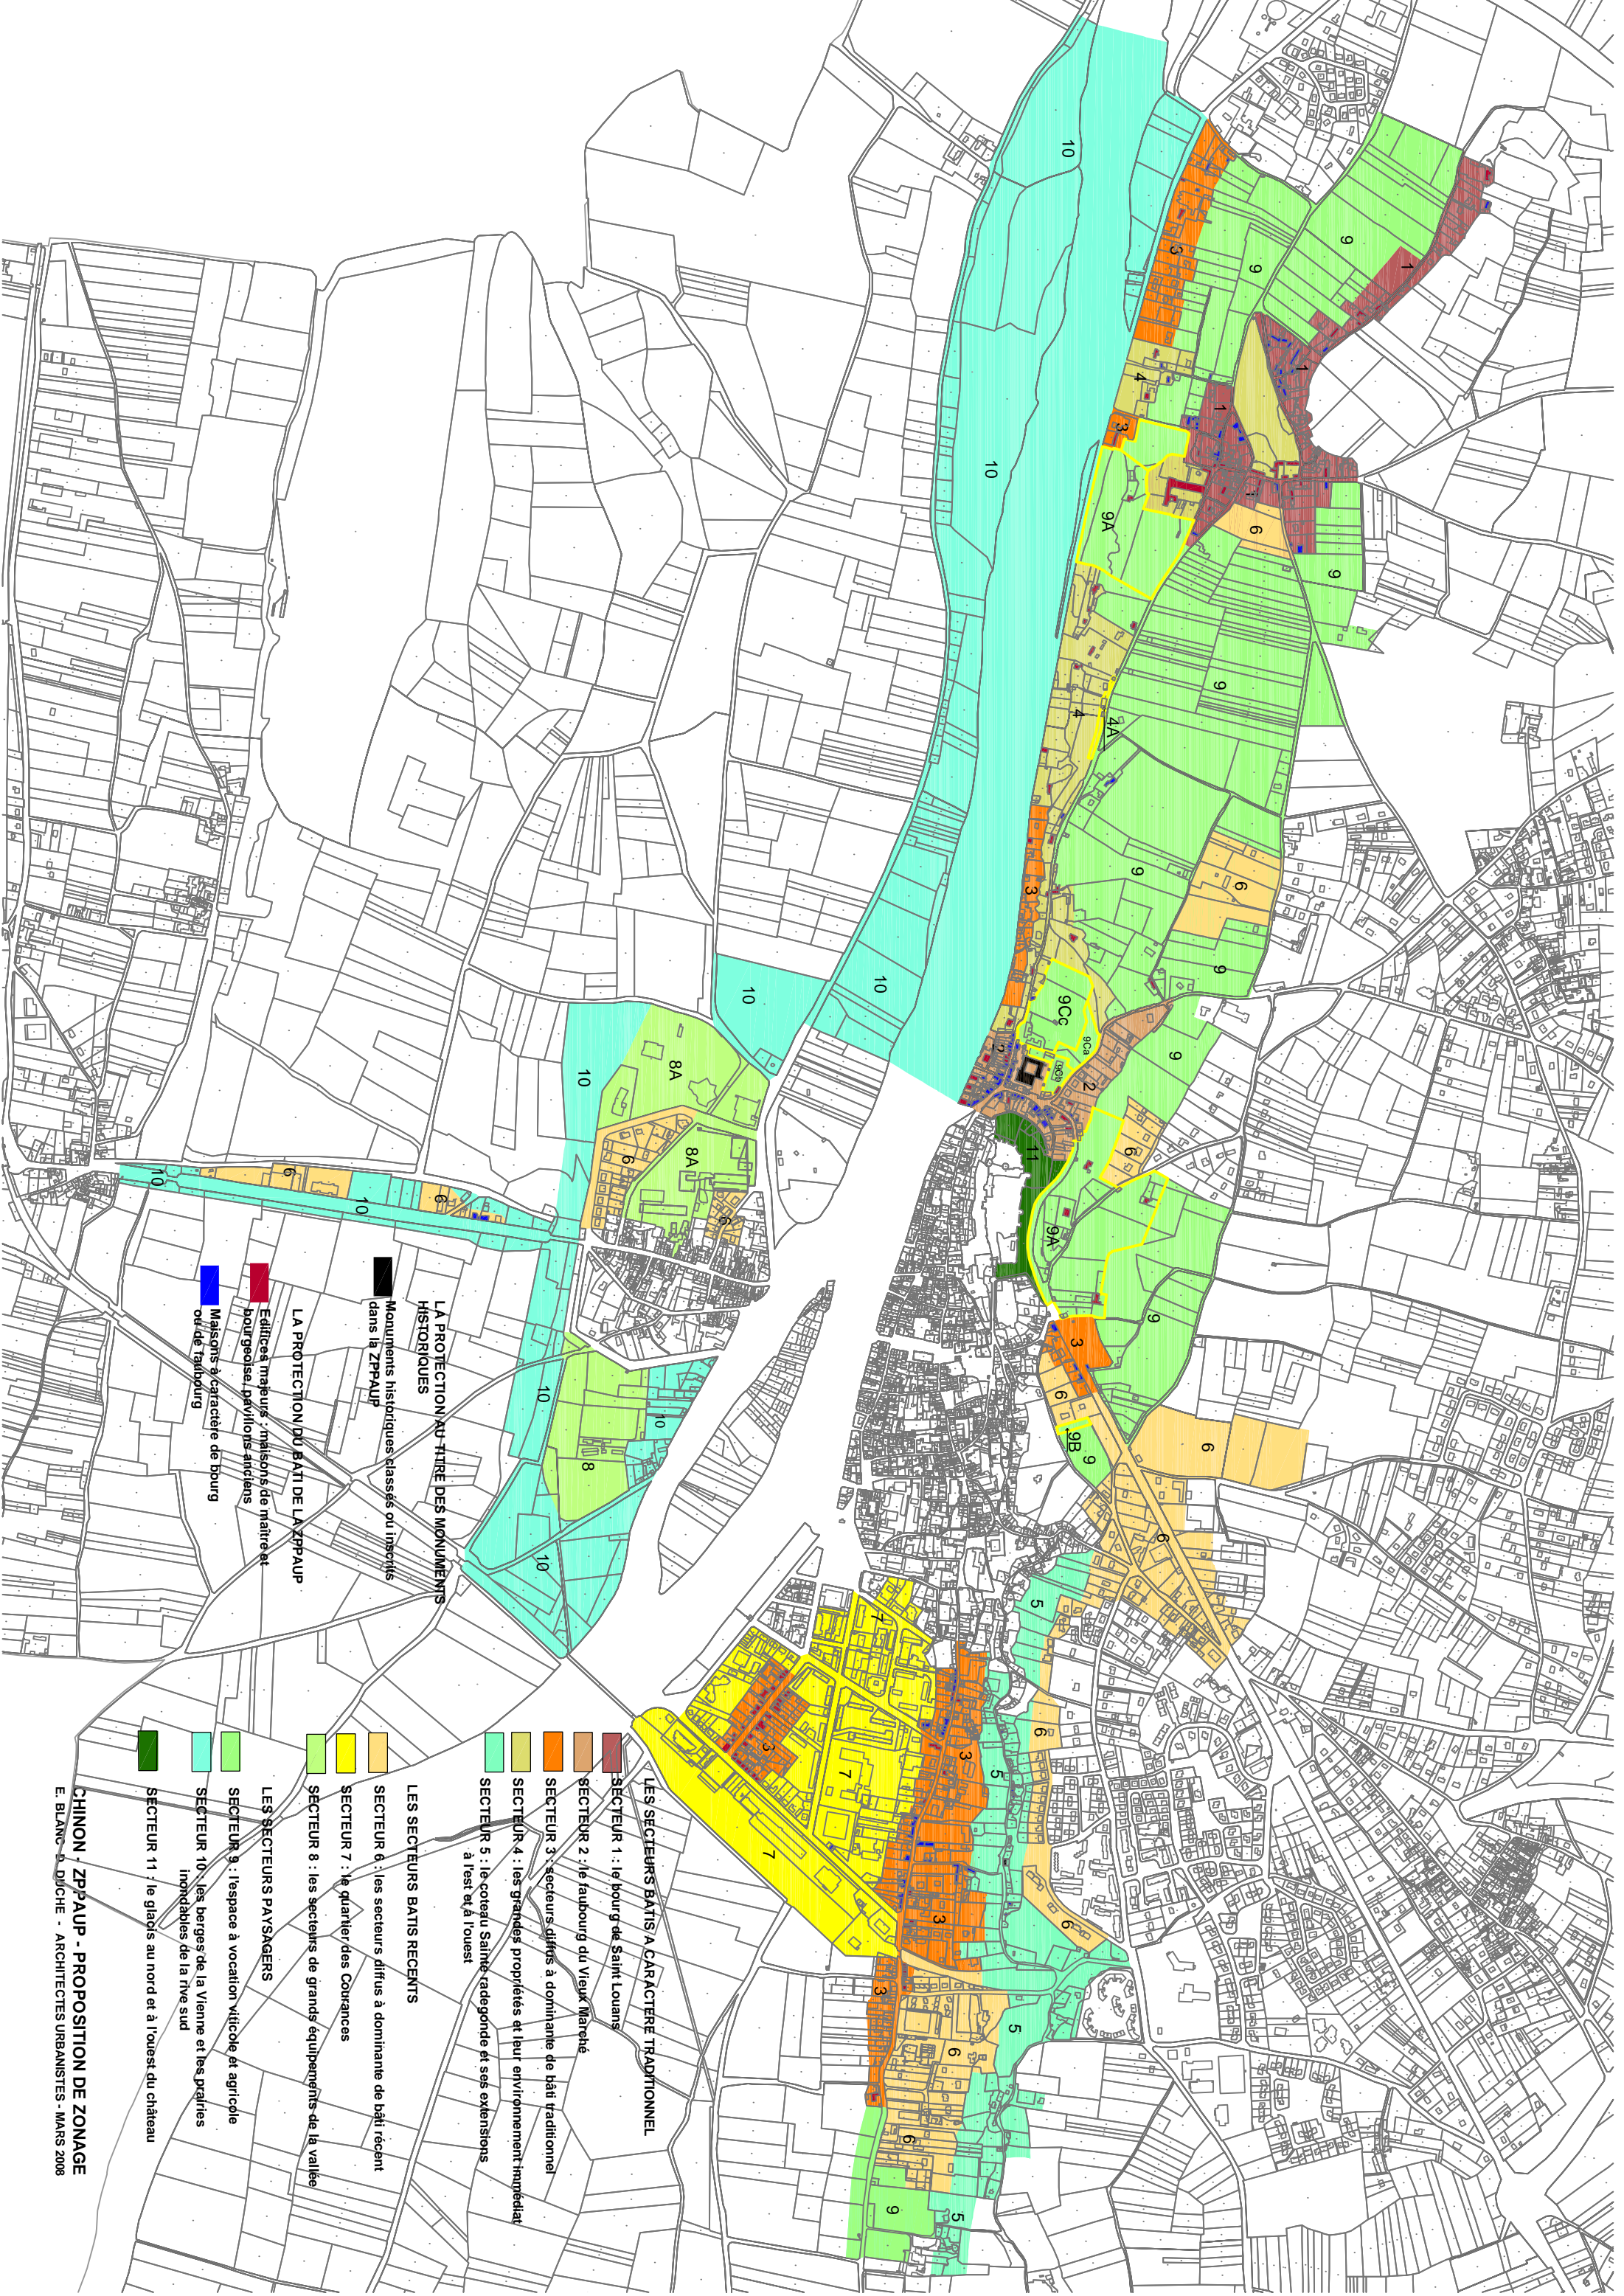 LES SECTEURS BATIS A CARACTERE TRADITIONNEL
SECTEUR 1 : le bourg de Saint Louans
SECTEUR 2 : le faubourg du Vieux Marché
SECTEUR 3 : secteurs diffus à dominante de bâti traditionnel
SECTEUR 4 : les grandes propriétés et leur environnement immédiat
SECTEUR 5 : le coteau Sainte radegonde et ses extensions
à l'est et à l'ouest
LES SECTEURS BATIS RECENTS
SECTEUR 6 : les secteurs diffus à dominante de bâti récent
SECTEUR 7 : le quartier des Courances
SECTEUR 8 : les secteurs de grands équipements de la vallée
LES SECTEURS PAYSAGERS
SECTEUR 9 : l'espace à vocation viticole et agricole
SECTEUR 10 : les berges de la Vienne et les prairies
inondables de la rive sud
SECTEUR 11 : le glacis au nord et à l'ouest du château
CHINON - ZPPAUP - PROPOSITION DE ZONAGE
E. BLANC - D. DUCHE - ARCHITECTES URBANISTES - MARS 2008
LA PROTECTION AU TITRE DES MONUMENTS
HISTORIQUES
Monuments historiques classés ou inscrits
dans la ZPPAUP
LA PROTECTION DU BATI DE LA ZPPAUP
Edifices majeurs : maisons de maître et
bourgeoise, pavillons anciens
Maisons à caractère de bourg
ou de faubourg
1
1
1
9
9
3
4
3
9A
6
9
9
4
4A
9
6
9
3
9Cc
9Ca
9Cb
2
2
9
6
11
9A
9
3
6
9B
9
6
6
5
6
7
3
7
7
3
5
3
6
3
5
6
6
9
5
10
10
10
10
10
8A
8A
6
6
10
6
10
6
10
8
10
10